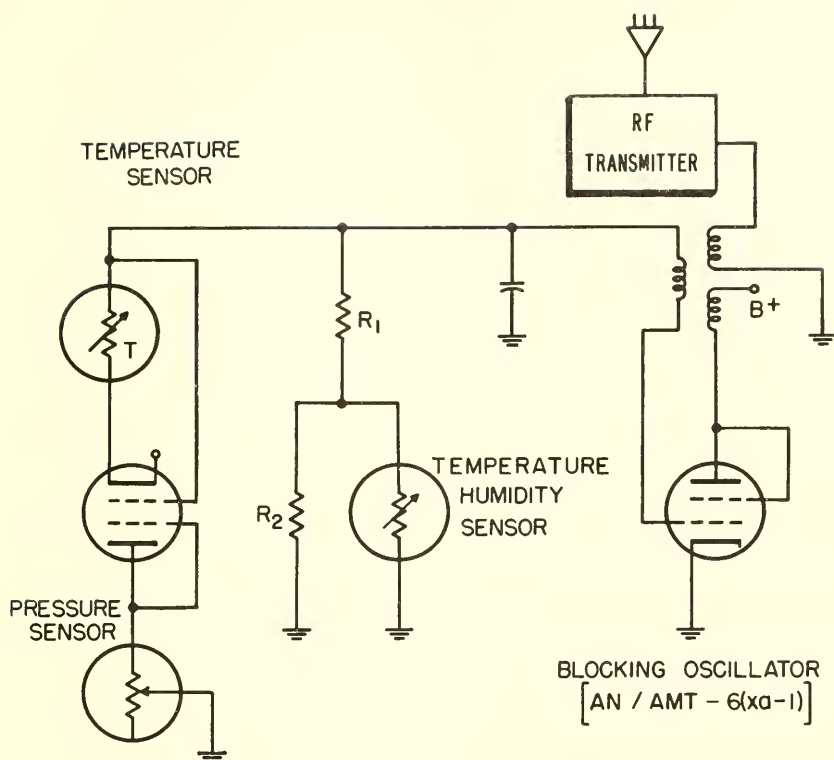 RF
TRANSMITTER
TEMPERATURE
SENSOR
R1
B+
T
TEMPERATURE
HUMIDITY
SENSOR
R2
PRESSURE
SENSOR
BLOCKING OSCILLATOR
[AN / AMT - 6(xa-1)]